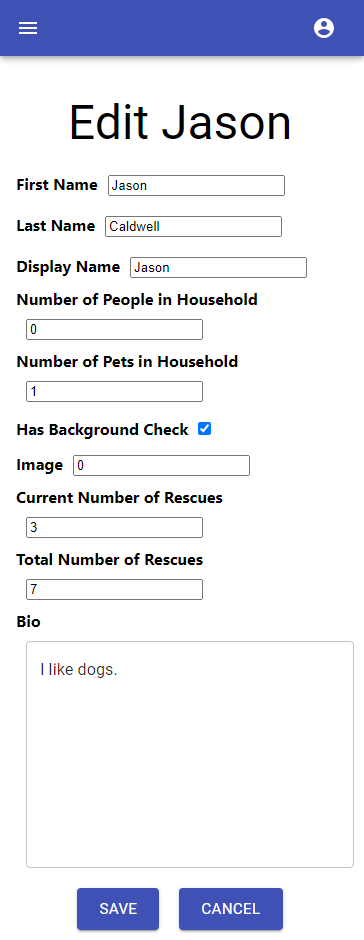 Edit Jason
First Name Jason
Last Name Caldwell
Display Name Jason
Number of People in Household
0
Number of Pets in Household
1
Has Background Check
Image 0
Current Number of Rescues
3
Total Number of Rescues
7
Bio
I like dogs.
SAVE CANCEL